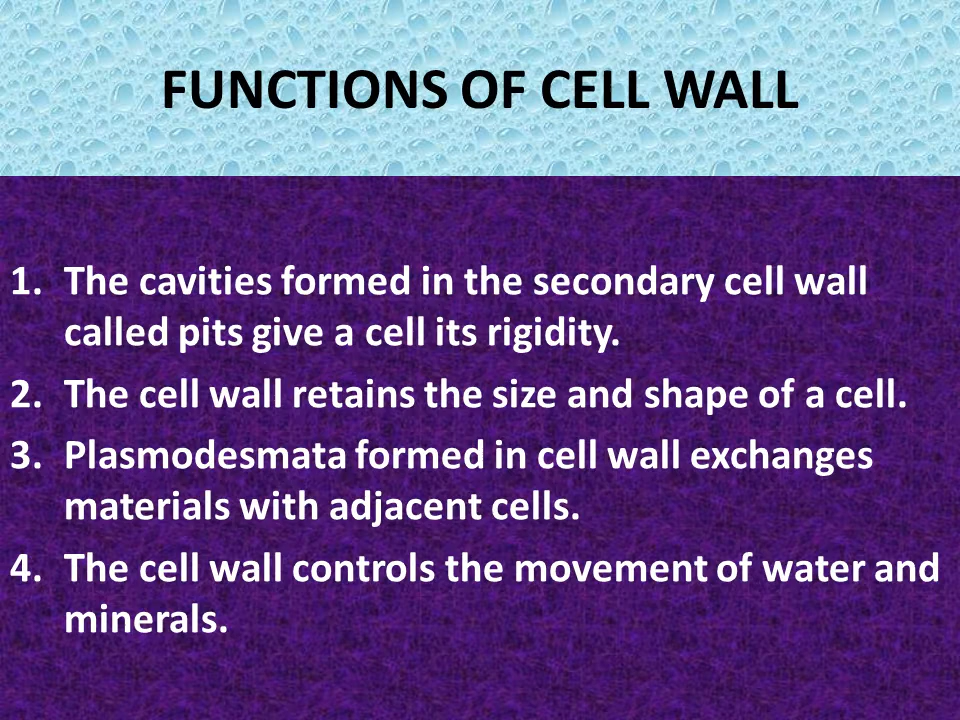 FUNCTIONS OF CELL WALL
1. The cavities formed in the secondary cell wall
called pits give a cell its rigidity.
2. The cell wall retains the size and shape of a cell.
3. Plasmodesmata formed in cell wall exchanges
materials with adjacent cells.
4. The cell wall controls the movement of water and
minerals.